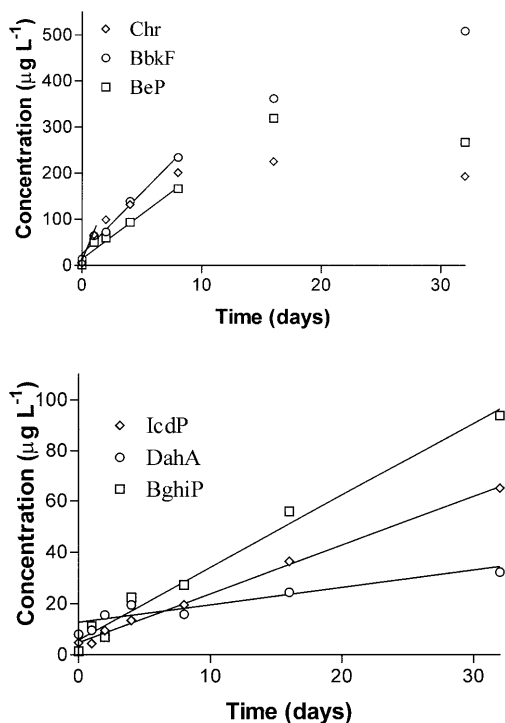 500
400
300
200
100
0
Concentration (µg L-1)
Chr
BbkF
BeP
0 10 20 30
Time (days)
100
80
60
40
20
0
Concentration (µg L-1)
IcdP
DahA
BghiP
0 10 20 30
Time (days)